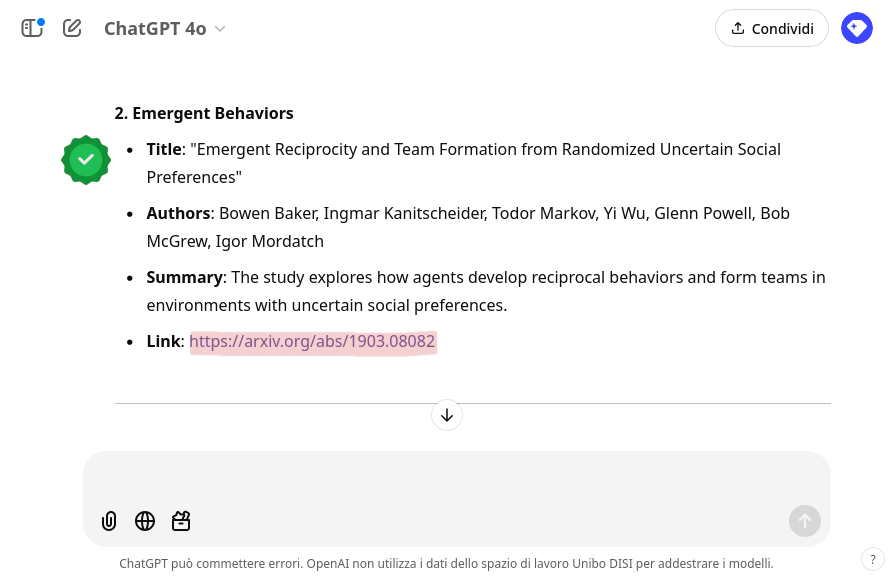 ChatGPT 4o
Condividi
2. Emergent Behaviors
• Title: "Emergent Reciprocity and Team Formation from Randomized Uncertain Social
Preferences"
• Authors: Bowen Baker, Ingmar Kanitscheider, Todor Markov, Yi Wu, Glenn Powell, Bob
McGrew, Igor Mordatch
• Summary: The study explores how agents develop reciprocal behaviors and form teams in
environments with uncertain social preferences.
• Link: https://arxiv.org/abs/1903.08082
ChatGPT può commettere errori. OpenAI non utilizza i dati dello spazio di lavoro Unibo DISI per addestrare i modelli.
?